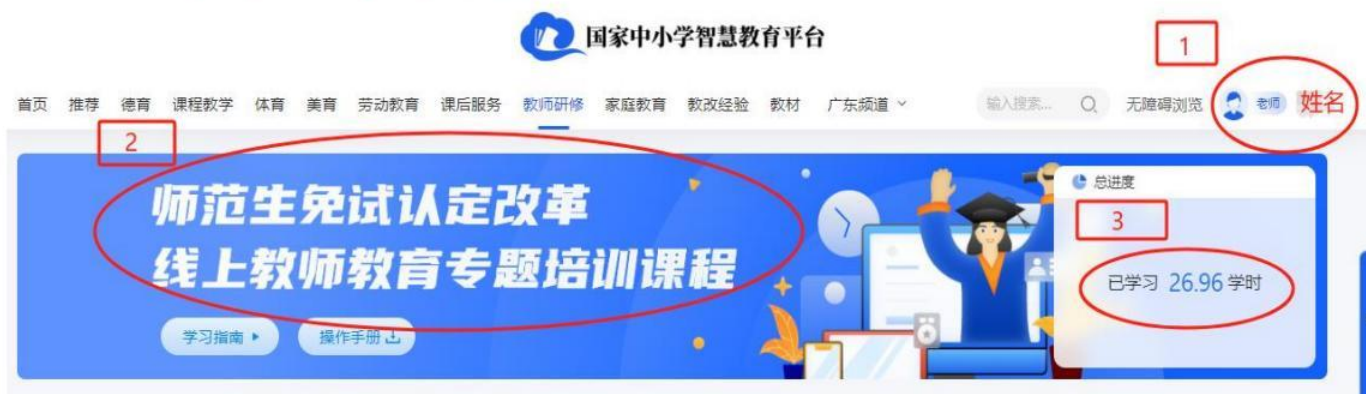 国家中小学智慧教育平台
1
首页 推荐 德育 课程教学 体育 美育 劳动教育 课后服务 教师研修 家庭教育 教改经验 教材 广东频道 输入搜索... 无障碍浏览 老师 姓名
2
师范生免试认定改革
线上教师教育专题培训课程
学习指南 操作手册
总进度
3
已学习 26.96 学时